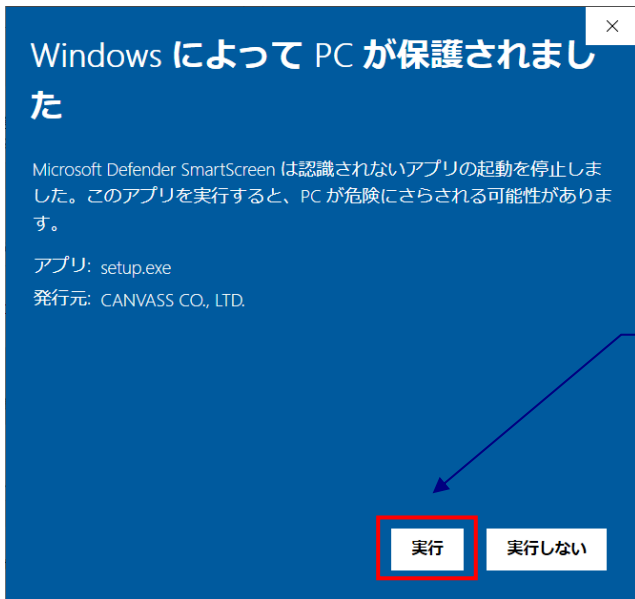 Windows によって PC が保護されまし
た
Microsoft Defender SmartScreen は認識されないアプリの起動を停止しま
した。このアプリを実行すると、PC が危険にさらされる可能性がありま
す。
アプリ: setup.exe
発行元: CANVASS CO., LTD.
実行 実行しない